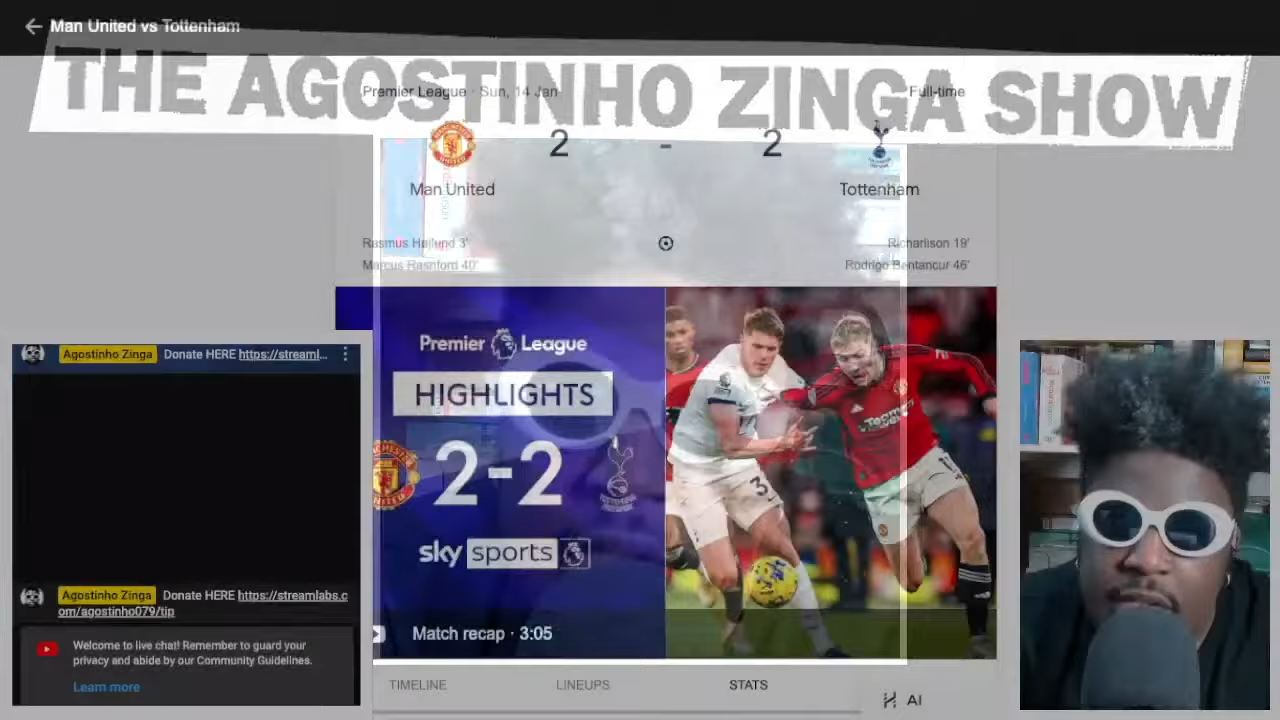 Man United vs Tottenham
THE AGOSTINHO ZINGA SHOW
Premier League · Sun, 14 Jan
Full-time
2 - 2
Man United
Tottenham
Rasmus Højlund 3'
Richarlison 19'
Marcus Rashford 40'
Rodrigo Bentancur 46'
Premier League
HIGHLIGHTS
2-2
sky sports
Match recap · 3:05
TIMELINE
LINEUPS
STATS
AI
Agostinho Zinga Donate HERE https://streaml...
Agostinho Zinga Donate HERE https://streamlabs.c
om/agostinho079/tip
Welcome to live chat! Remember to guard your
privacy and abide by our Community Guidelines.
Learn more